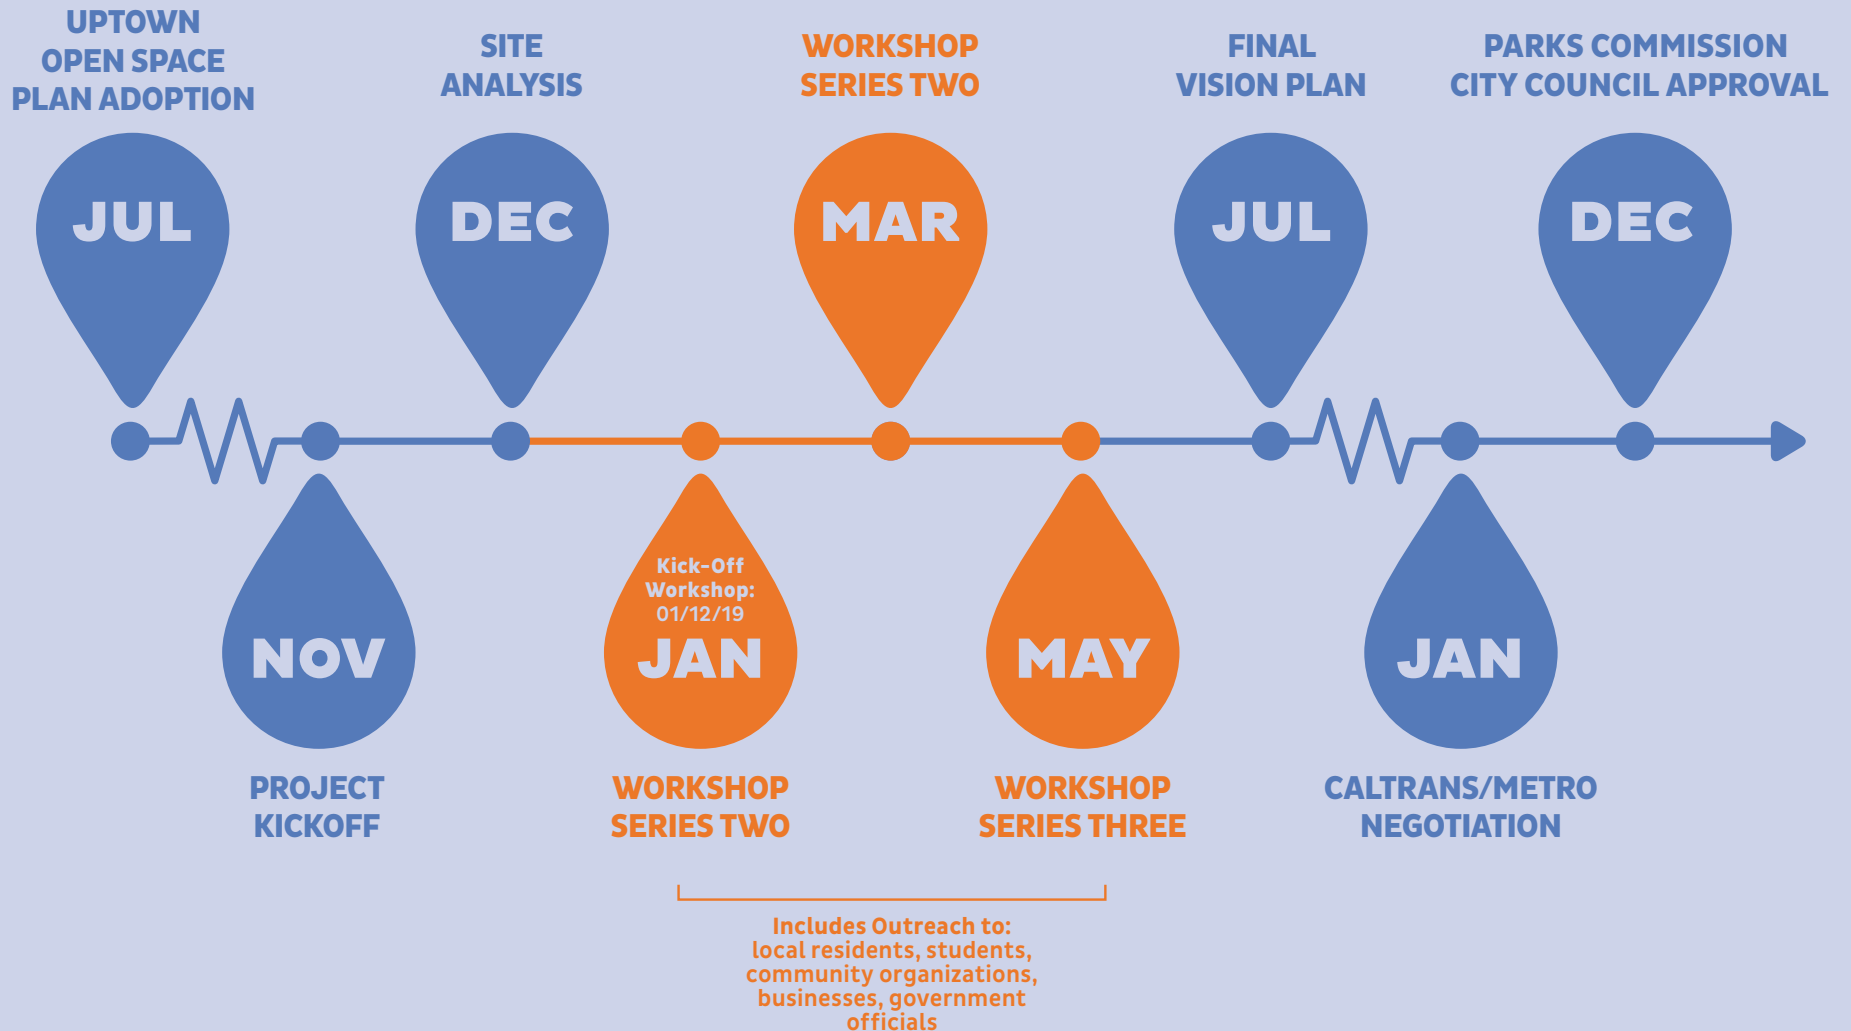 UPTOWN
OPEN SPACE
PLAN ADOPTION
JUL
NOV
PROJECT
KICKOFF
SITE
ANALYSIS
DEC
Kick-Off
Workshop:
01/12/19
JAN
WORKSHOP
SERIES TWO
WORKSHOP
SERIES TWO
MAR
MAY
WORKSHOP
SERIES THREE
FINAL
VISION PLAN
JUL
JAN
CALTRANS/METRO
NEGOTIATION
PARKS COMMISSION
CITY COUNCIL APPROVAL
DEC
Includes Outreach to:
local residents, students,
community organizations,
businesses, government
officials